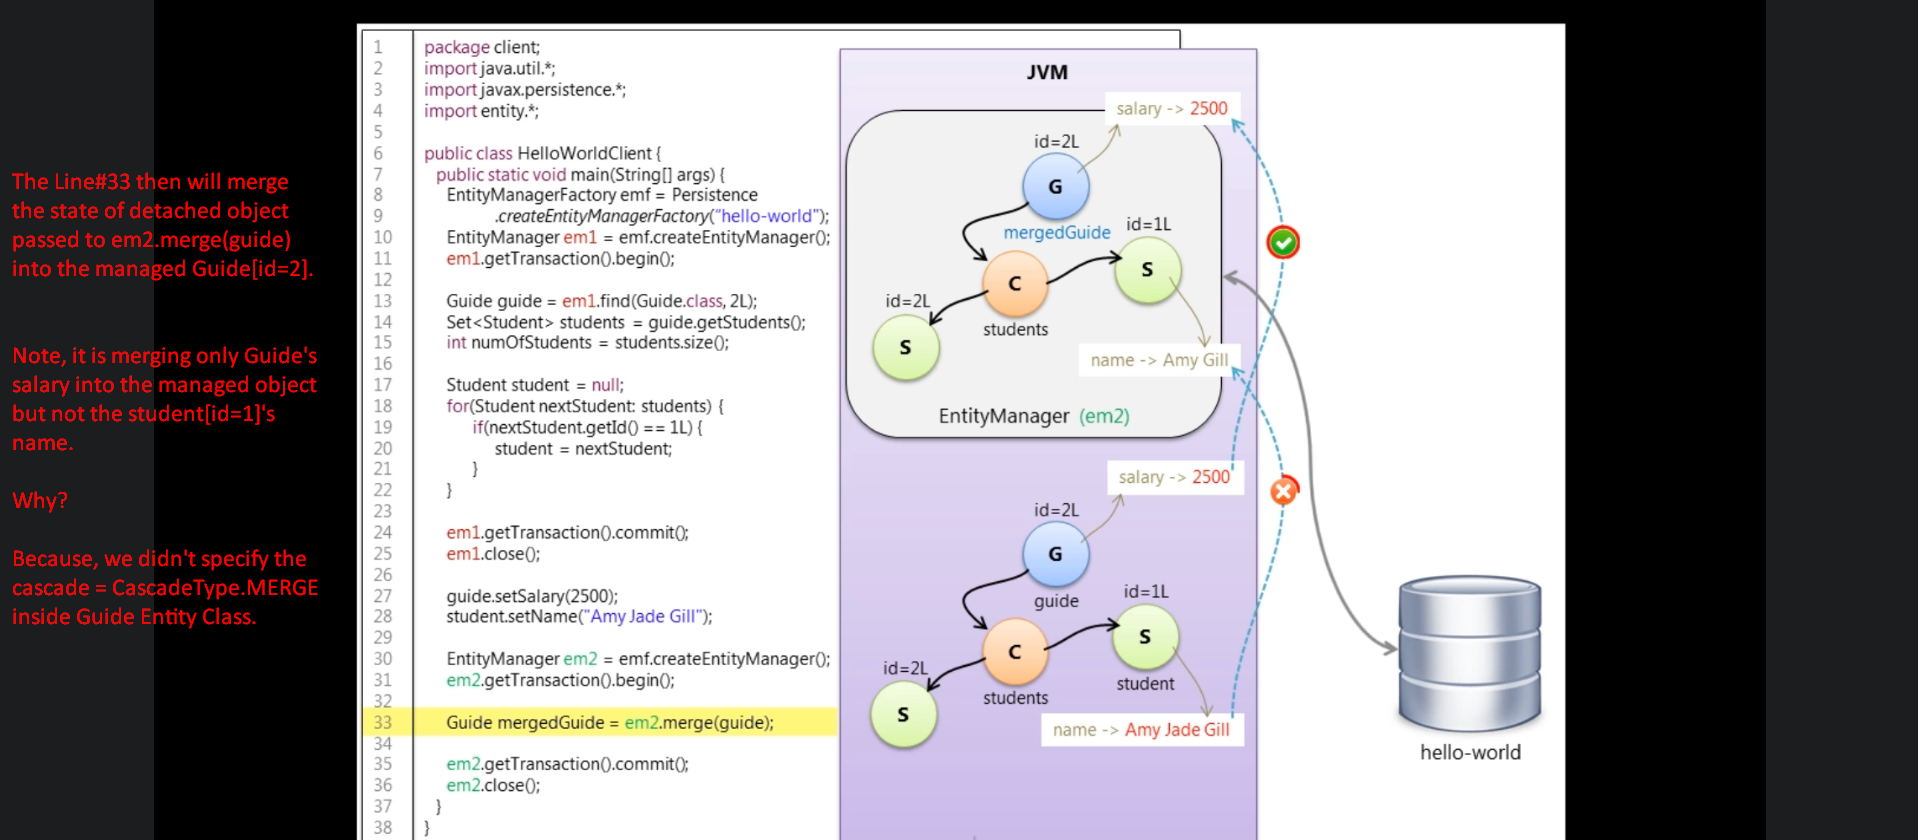 The Line#33 then will merge
the state of detached object
passed to em2.merge(guide)
into the managed Guide[id=2].
Note, it is merging only Guide's
salary into the managed object
but not the student[id=1]'s
name.
Why?
Because, we didn't specify the
cascade = CascadeType.MERGE
inside Guide Entity Class.
1 package client;
2 import java.util.*;
3 import javax.persistence.*;
4 import entity.*;
5
6 public class HelloWorldClient {
7 public static void main(String[] args) {
8 EntityManagerFactory emf = Persistence
9 .createEntityManagerFactory("hello-world");
10 EntityManager em1 = emf.createEntityManager();
11 em1.getTransaction().begin();
12
13 Guide guide = em1.find(Guide.class, 2L);
14 Set<Student> students = guide.getStudents();
15 int numOfStudents = students.size();
16
17 Student student = null;
18 for(Student nextStudent: students) {
19 if(nextStudent.getId() == 1L) {
20 student = nextStudent;
21 }
22 }
23
24 em1.getTransaction().commit();
25 em1.close();
26
27 guide.setSalary(2500);
28 student.setName("Amy Jade Gill");
29
30 EntityManager em2 = emf.createEntityManager();
31 em2.getTransaction().begin();
32
33 Guide mergedGuide = em2.merge(guide);
34
35 em2.getTransaction().commit();
36 em2.close();
37 }
38 }
JVM
salary -> 2500
id=2L
G
mergedGuide
id=1L
S
C
id=2L
students
S
name -> Amy Gill
EntityManager (em2)
salary -> 2500
id=2L
G
guide
id=1L
S
C
student
id=2L
students
S
name -> Amy Jade Gill
hello-world